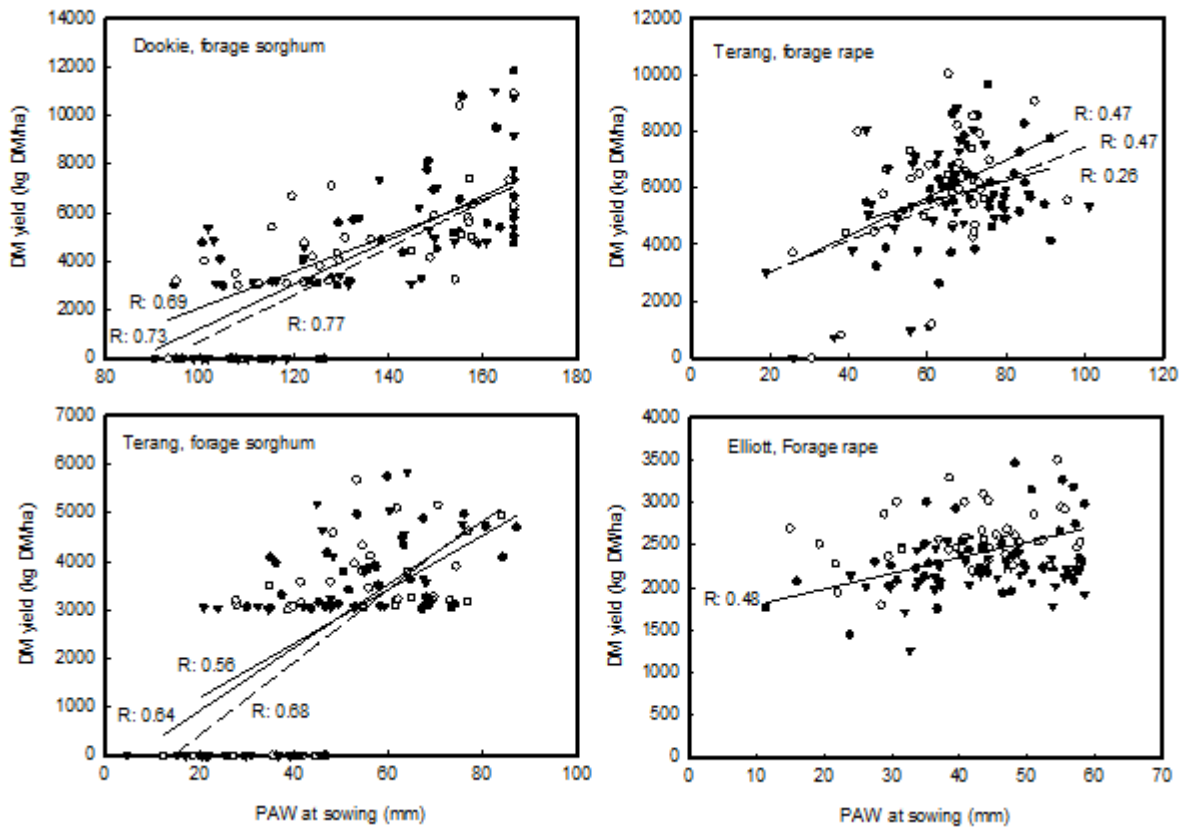 14000
12000
10000
8000
6000
4000
2000
0
DM yield (kg DM/ha)
Dookie, forage sorghum
R: 0.69
R: 0.73
R: 0.77
80 100 120 140 160 180
12000
10000
8000
6000
4000
2000
0
DM yield (kg DM/ha)
Terang, forage rape
R: 0.47
R: 0.47
R: 0.26
0 20 40 60 80 100 120
7000
6000
5000
4000
3000
2000
1000
0
DM yield (kg DM/ha)
Terang, forage sorghum
R: 0.56
R: 0.64
R: 0.68
0 20 40 60 80 100
PAW at sowing (mm)
4000
3500
3000
2500
2000
1500
1000
500
0
DM yield (kg DM/ha)
Elliott, Forage rape
R: 0.48
0 10 20 30 40 50 60 70
PAW at sowing (mm)